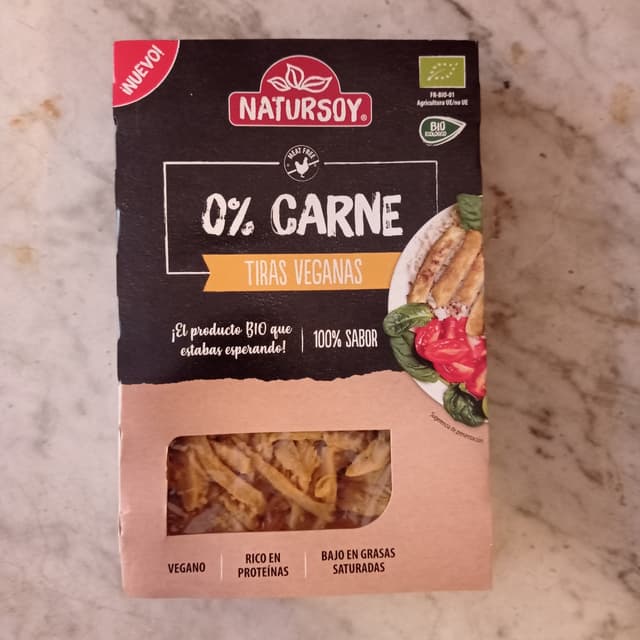 ¡NUEVO!
NATURSOY®
FR-BIO-01
Agricultura UE/no UE
BIO
ECOLÓGICO
MEAT FREE
0% CARNE
TIRAS VEGANAS
¡El producto BIO que
estabas esperando!
100% SABOR
Sugerencia de presentación
VEGANO
RICO EN
PROTEÍNAS
BAJO EN GRASAS
SATURADAS